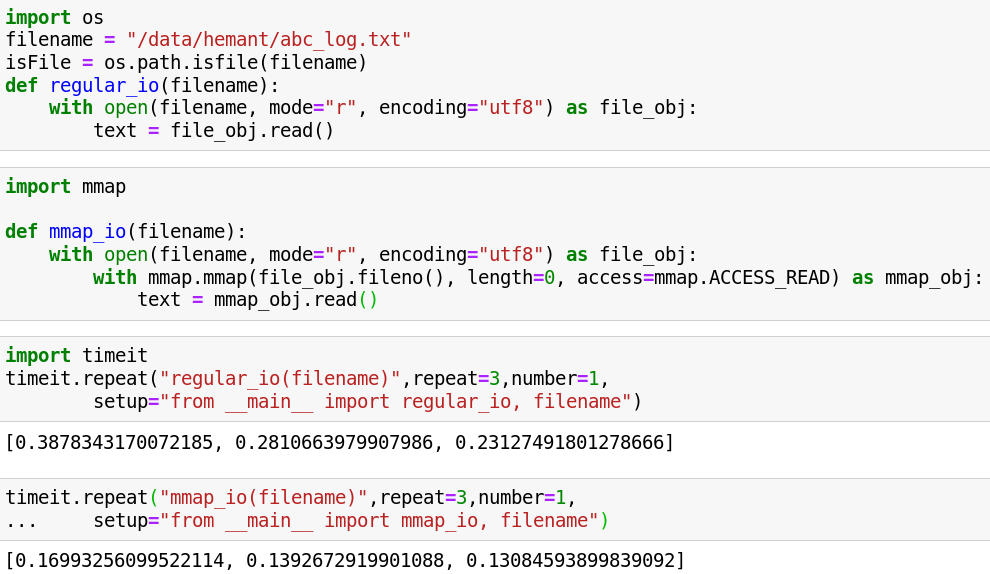 import os
filename = "/data/hemant/abc_log.txt"
isFile = os.path.isfile(filename)
def regular_io(filename):
    with open(filename, mode="r", encoding="utf8") as file_obj:
        text = file_obj.read()
import mmap
def mmap_io(filename):
    with open(filename, mode="r", encoding="utf8") as file_obj:
        with mmap.mmap(file_obj.fileno(), length=0, access=mmap.ACCESS_READ) as mmap_obj:
            text = mmap_obj.read()
import timeit
timeit.repeat("regular_io(filename)",repeat=3,number=1,
        setup="from __main__ import regular_io, filename")
[0.3878343170072185, 0.2810663979907986, 0.23127491801278666]
timeit.repeat("mmap_io(filename)",repeat=3,number=1,
...     setup="from __main__ import mmap_io, filename")
[0.16993256099522114, 0.1392672919901088, 0.13084593899839092]